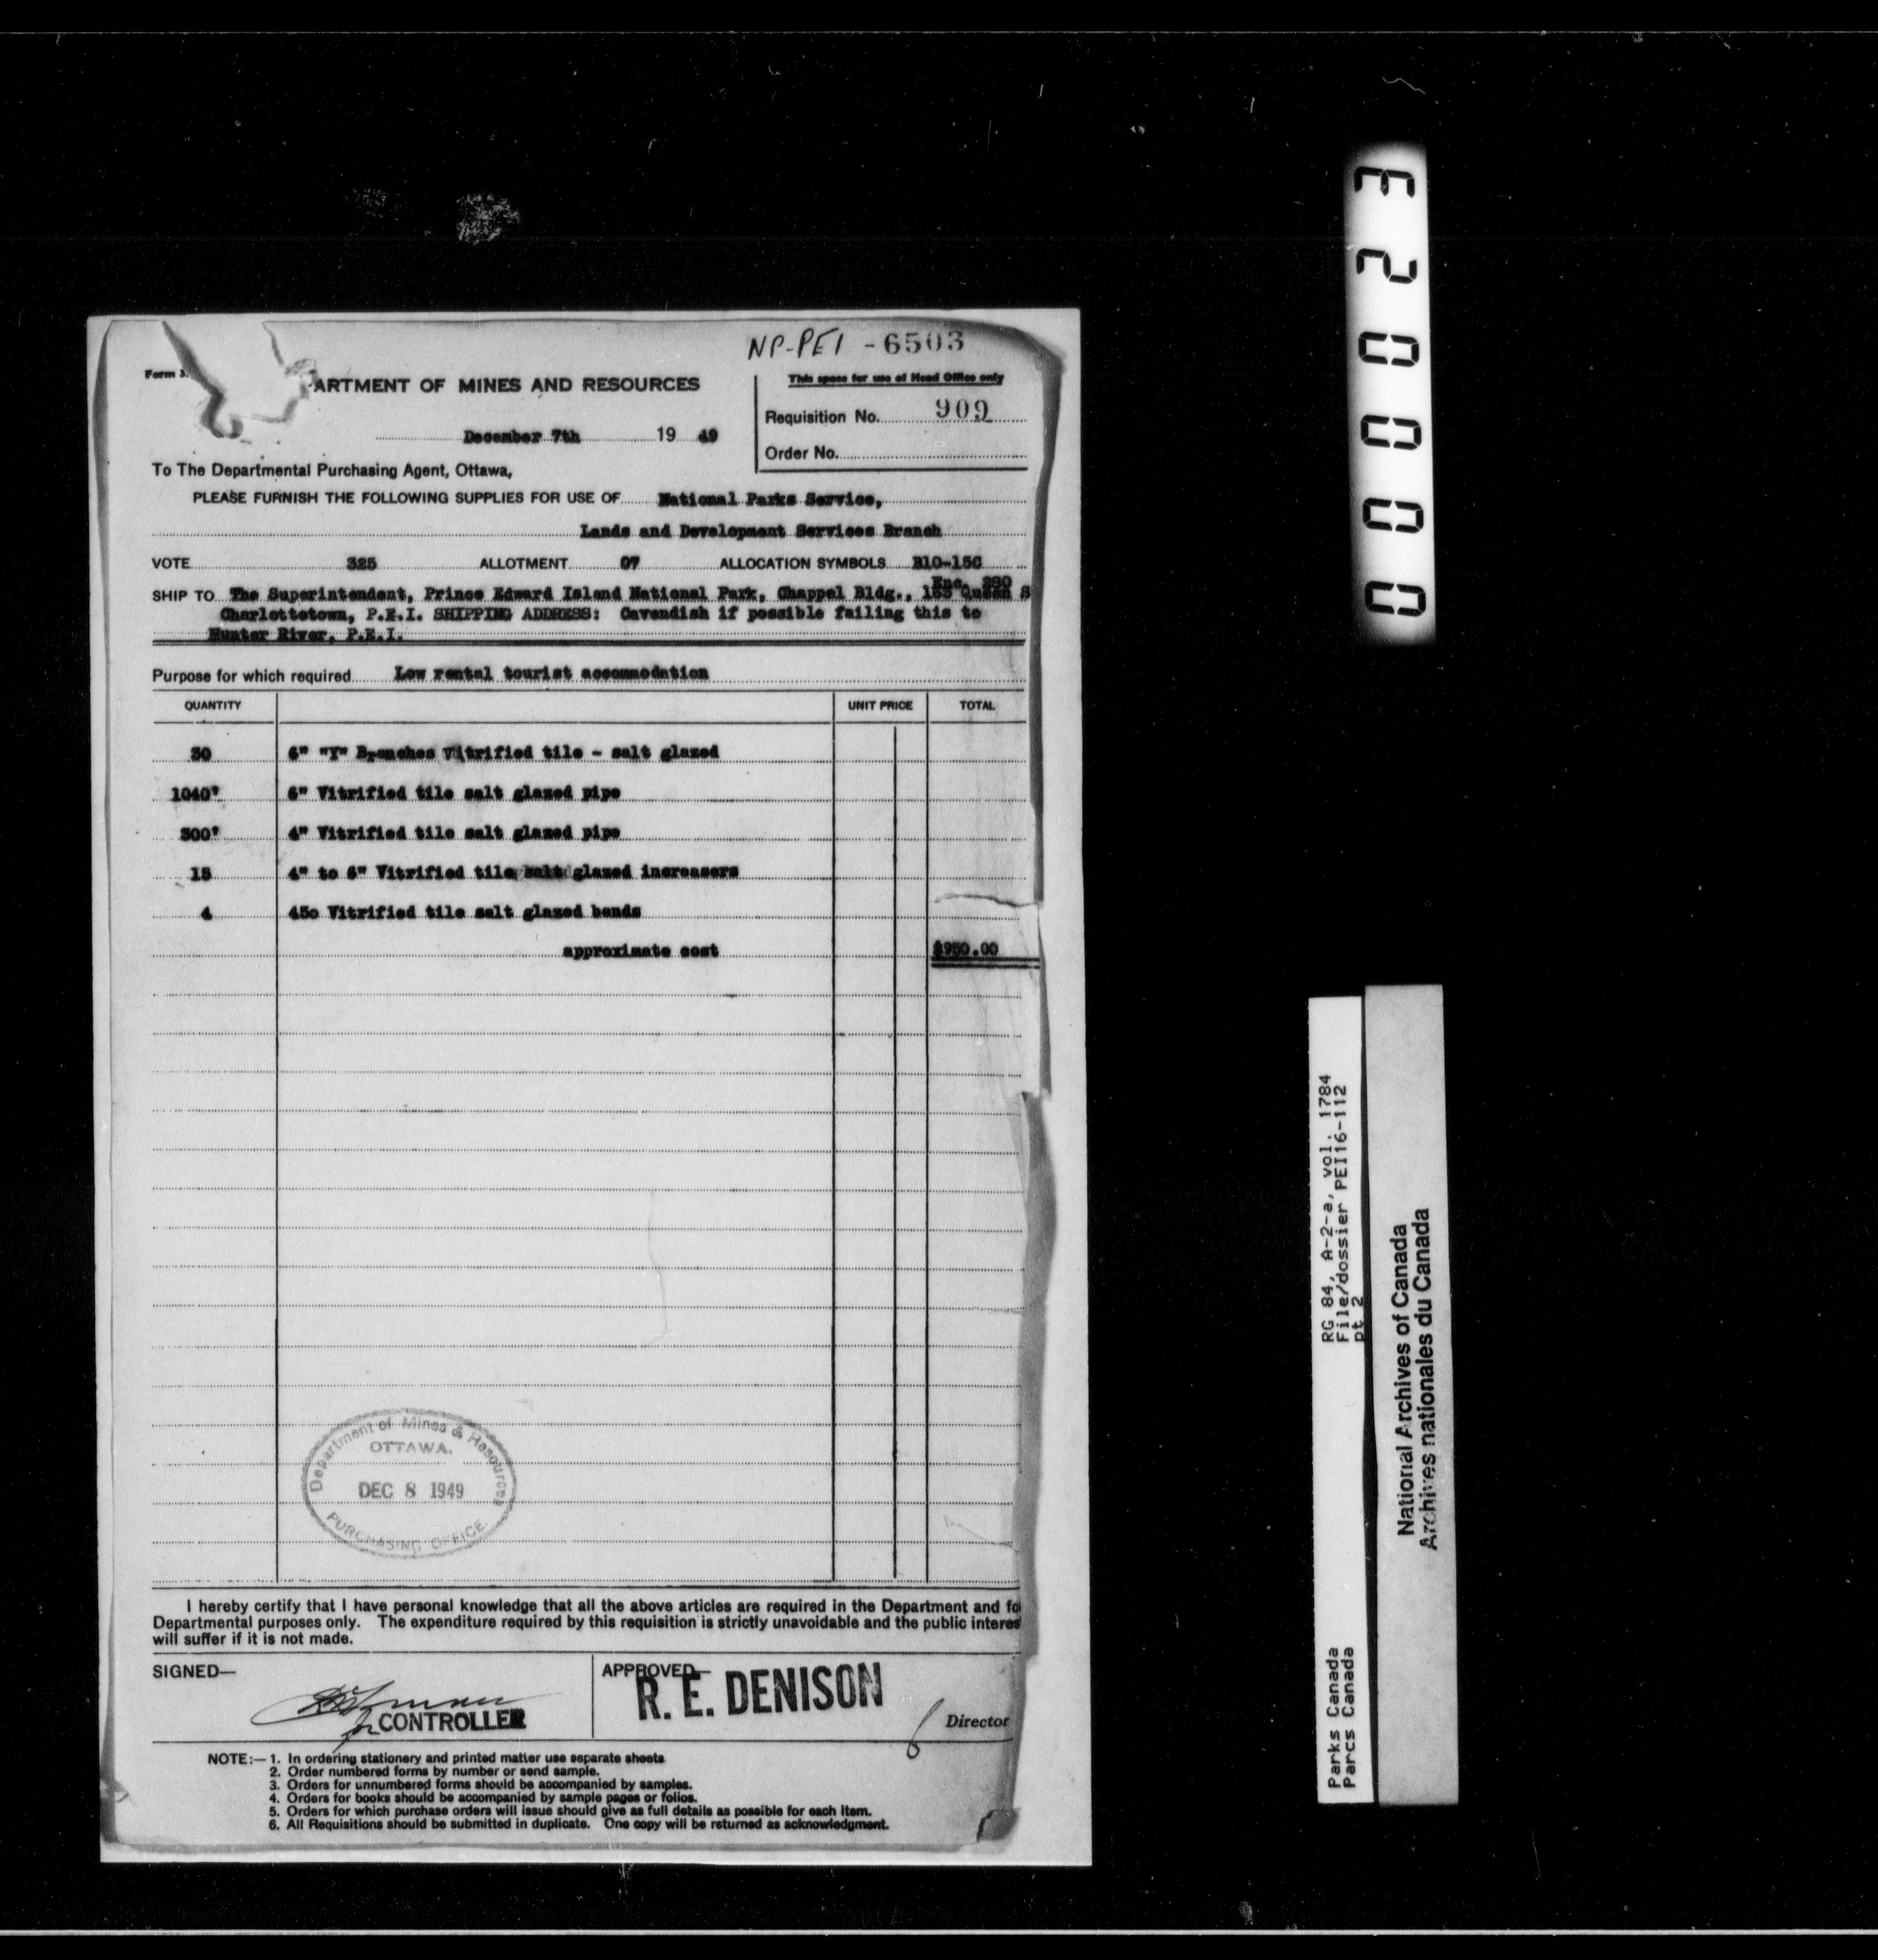 NP-PEI - 6503
Form
ARTMENT OF MINES AND RESOURCES
This space for use of Head Office only
Requisition No. 909
December 7th 19 49
Order No.
To The Departmental Purchasing Agent, Ottawa,
PLEASE FURNISH THE FOLLOWING SUPPLIES FOR USE OF National Parks Service,
Lands and Development Services Branch
VOTE 325 ALLOTMENT 07 ALLOCATION SYMBOLS B10-15C
Enc. 280
SHIP TO The Superintendent, Prince Edward Island National Park, Chappel Bldg., 155 Queen S
Charlottetown, P.E.I. SHIPPING ADDRESS: Cavendish if possible failing this to
Hunter River, P.E.I.
Purpose for which required Low rental tourist accommodation
QUANTITY UNIT PRICE TOTAL
30 6" "Y" Branches Vitrified tile - salt glazed
1040' 6" Vitrified tile salt glazed pipe
300' 4" Vitrified tile salt glazed pipe
15 4" to 6" Vitrified tile salt glazed increasers
4 45o Vitrified tile salt glazed bends
approximate cost $950.00
Department of Mines & Resources
OTTAWA.
DEC 8 1949
PURCHASING OFFICE.
I hereby certify that I have personal knowledge that all the above articles are required in the Department and fo
Departmental purposes only. The expenditure required by this requisition is strictly unavoidable and the public interes
will suffer if it is not made.
SIGNED—
APPROVED—
R. E. DENISON
for CONTROLLER
Director
NOTE:— 1. In ordering stationery and printed matter use separate sheets
2. Order numbered forms by number or send sample.
3. Orders for unnumbered forms should be accompanied by samples.
4. Orders for books should be accompanied by sample pages or folios.
5. Orders for which purchase orders will issue should give as full details as possible for each item.
6. All Requisitions should be submitted in duplicate. One copy will be returned as acknowledgment.
000023
RG 84, A-2-a, vol. 1784
File/dossier PEI16-112
pt 2
Parks Canada
Parcs Canada
National Archives of Canada
Archives nationales du Canada